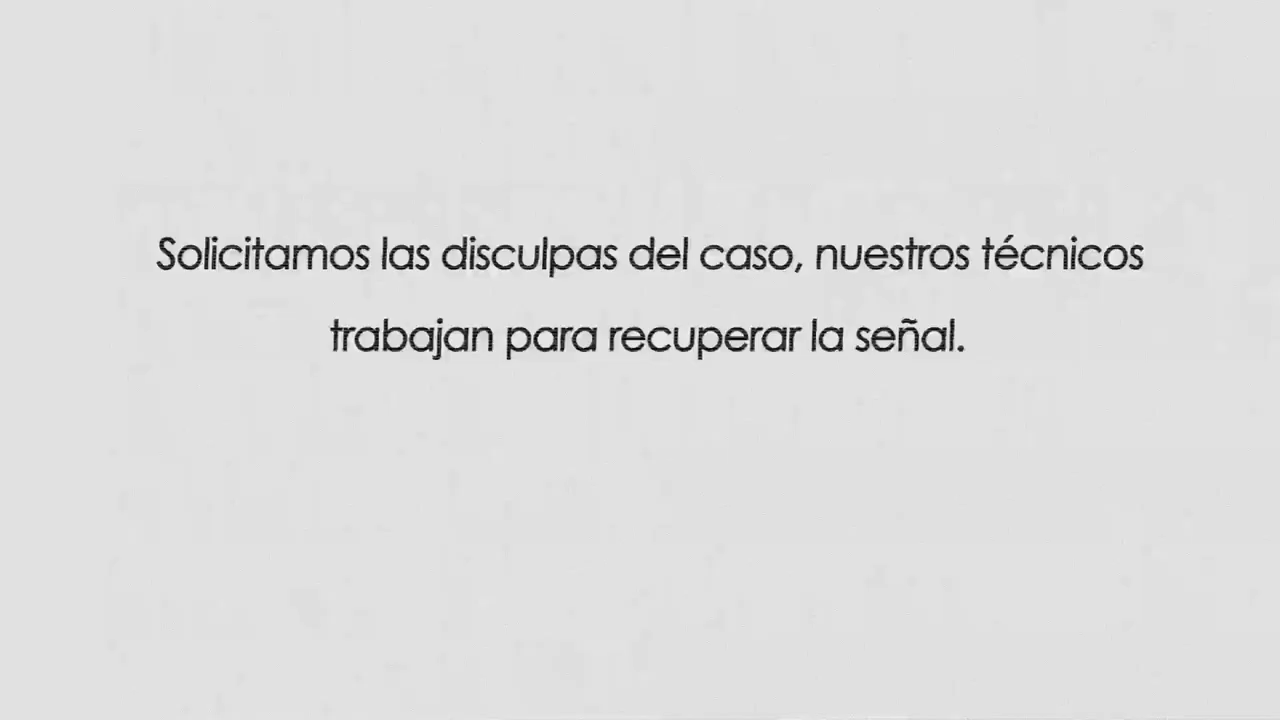 Solicitamos las disculpas del caso, nuestros técnicos
trabajan para recuperar la señal.